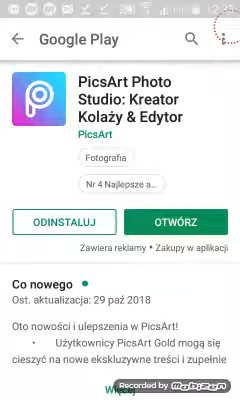 Google Play
PicsArt Photo
Studio: Kreator
Kolaży & Edytor
PicsArt
Fotografia
Nr 4 Najlepsze a...
ODINSTALUJ
OTWÓRZ
Zawiera reklamy • Zakupy w aplikacji
Co nowego
Ost. aktualizacja: 29 paź 2018
Oto nowości i ulepszenia w PicsArt!
• Użytkownicy PicsArt Gold mogą się
cieszyć na nowe ekskluzywne treści i zupełnie
Więcej
Recorded by MOBIZEN